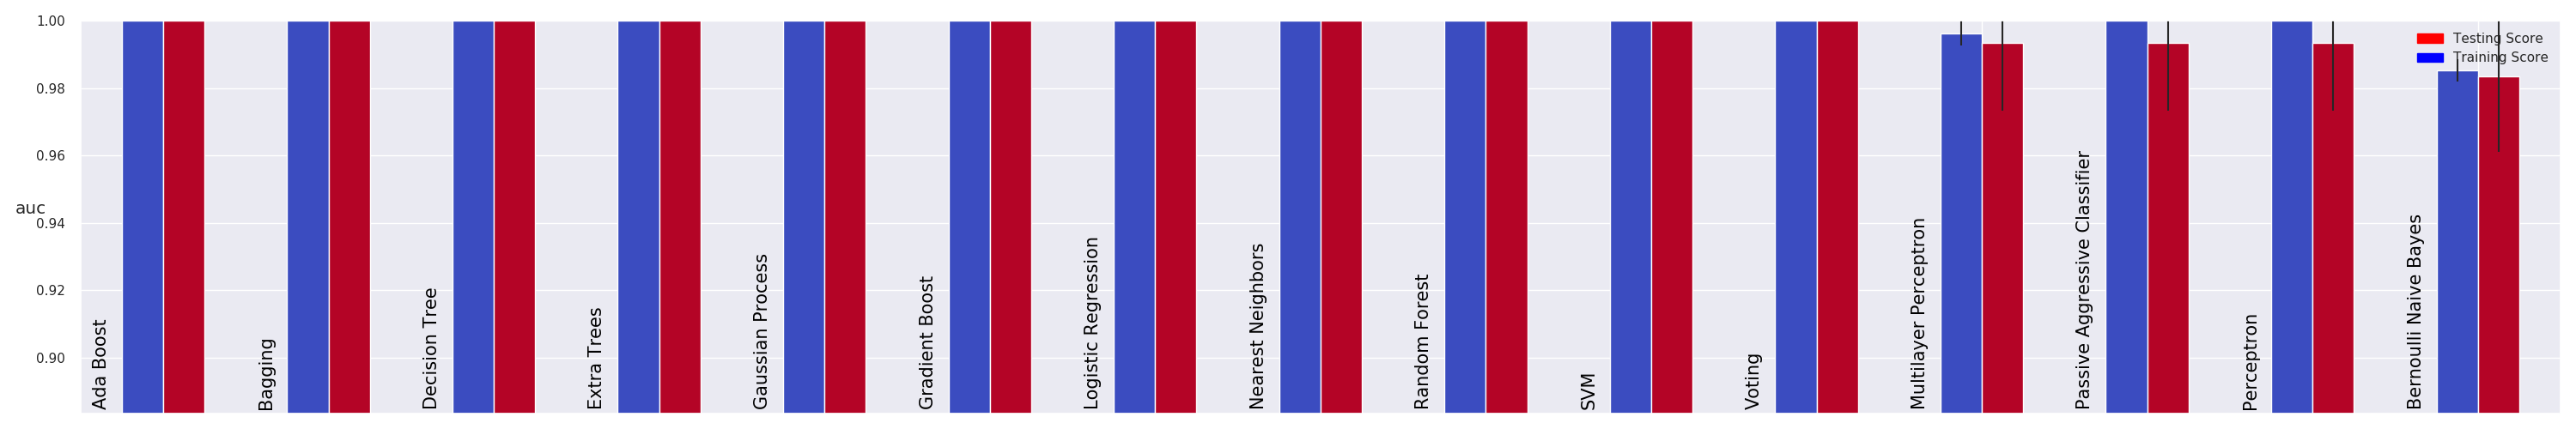 1.00
0.98
0.96
0.94
0.92
0.90
auc
Testing Score
Training Score
Ada Boost
Bagging
Decision Tree
Extra Trees
Gaussian Process
Gradient Boost
Logistic Regression
Nearest Neighbors
Random Forest
SVM
Voting
Multilayer Perceptron
Passive Aggressive Classifier
Perceptron
Bernoulli Naive Bayes